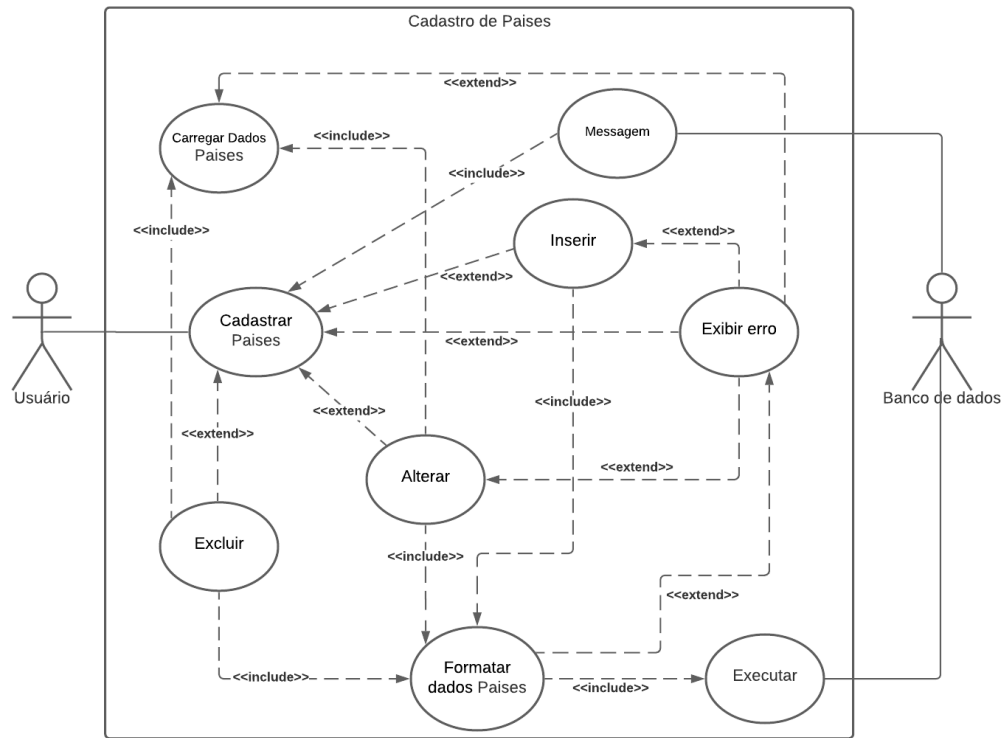 Cadastro de Paises
<<extend>>
Carregar Dados
Paises
<<include>>
Messagem
<<include>>
<<include>>
Inserir
<<extend>>
<<extend>>
Cadastrar
Paises
Exibir erro
<<extend>>
Usuário
Banco de dados
<<include>>
<<extend>>
<<extend>>
Alterar
<<extend>>
Excluir
<<include>>
<<extend>>
Formatar
dados Paises
<<include>>
<<include>>
Executar